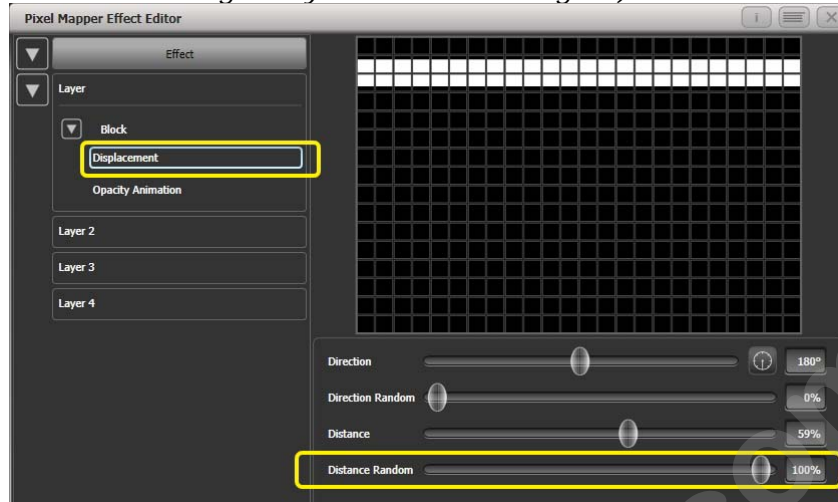 Pixel Mapper Effect Editor
Effect
Layer
Block
Displacement
Opacity Animation
Layer 2
Layer 3
Layer 4
Direction 180°
Direction Random 0%
Distance 59%
Distance Random 100%